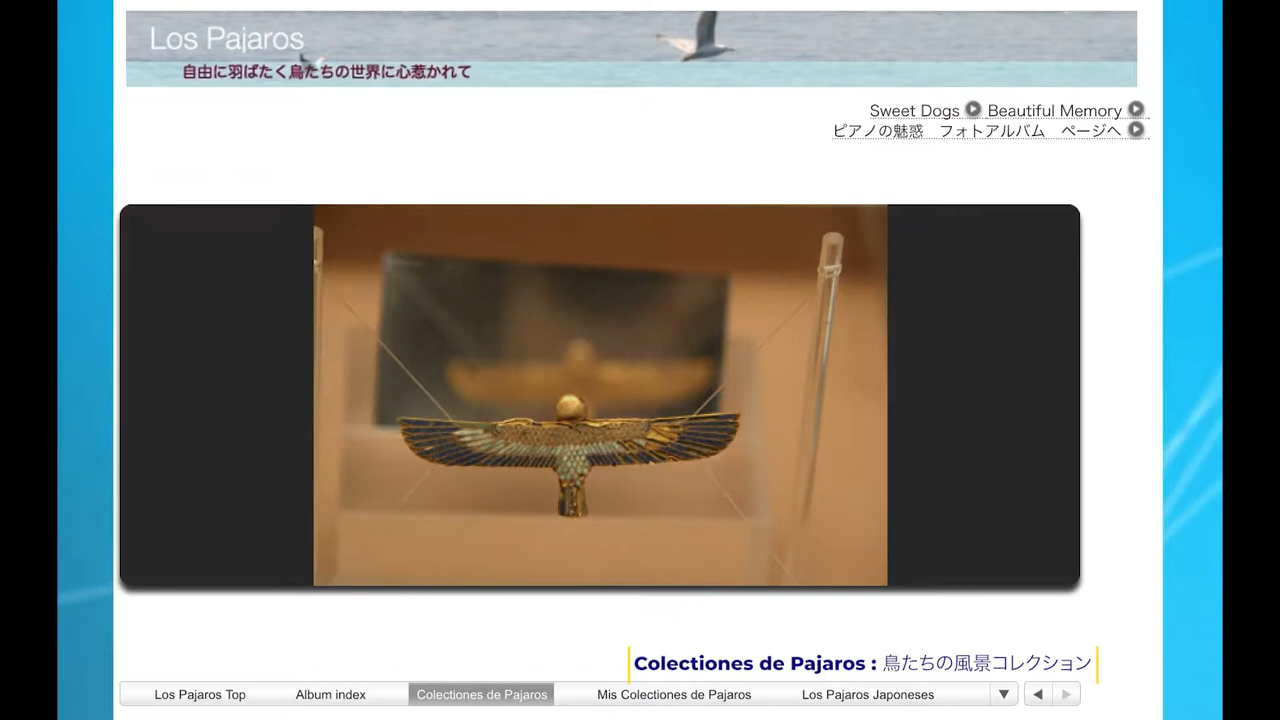 Los Pajaros
自由に羽ばたく鳥たちの世界に心惹かれて
Sweet Dogs Beautiful Memory
ピアノの魅惑　フォトアルバム　ページへ
Colectiones de Pajaros : 鳥たちの風景コレクション
Los Pajaros Top Album index Colectiones de Pajaros Mis Colectiones de Pajaros Los Pajaros Japoneses